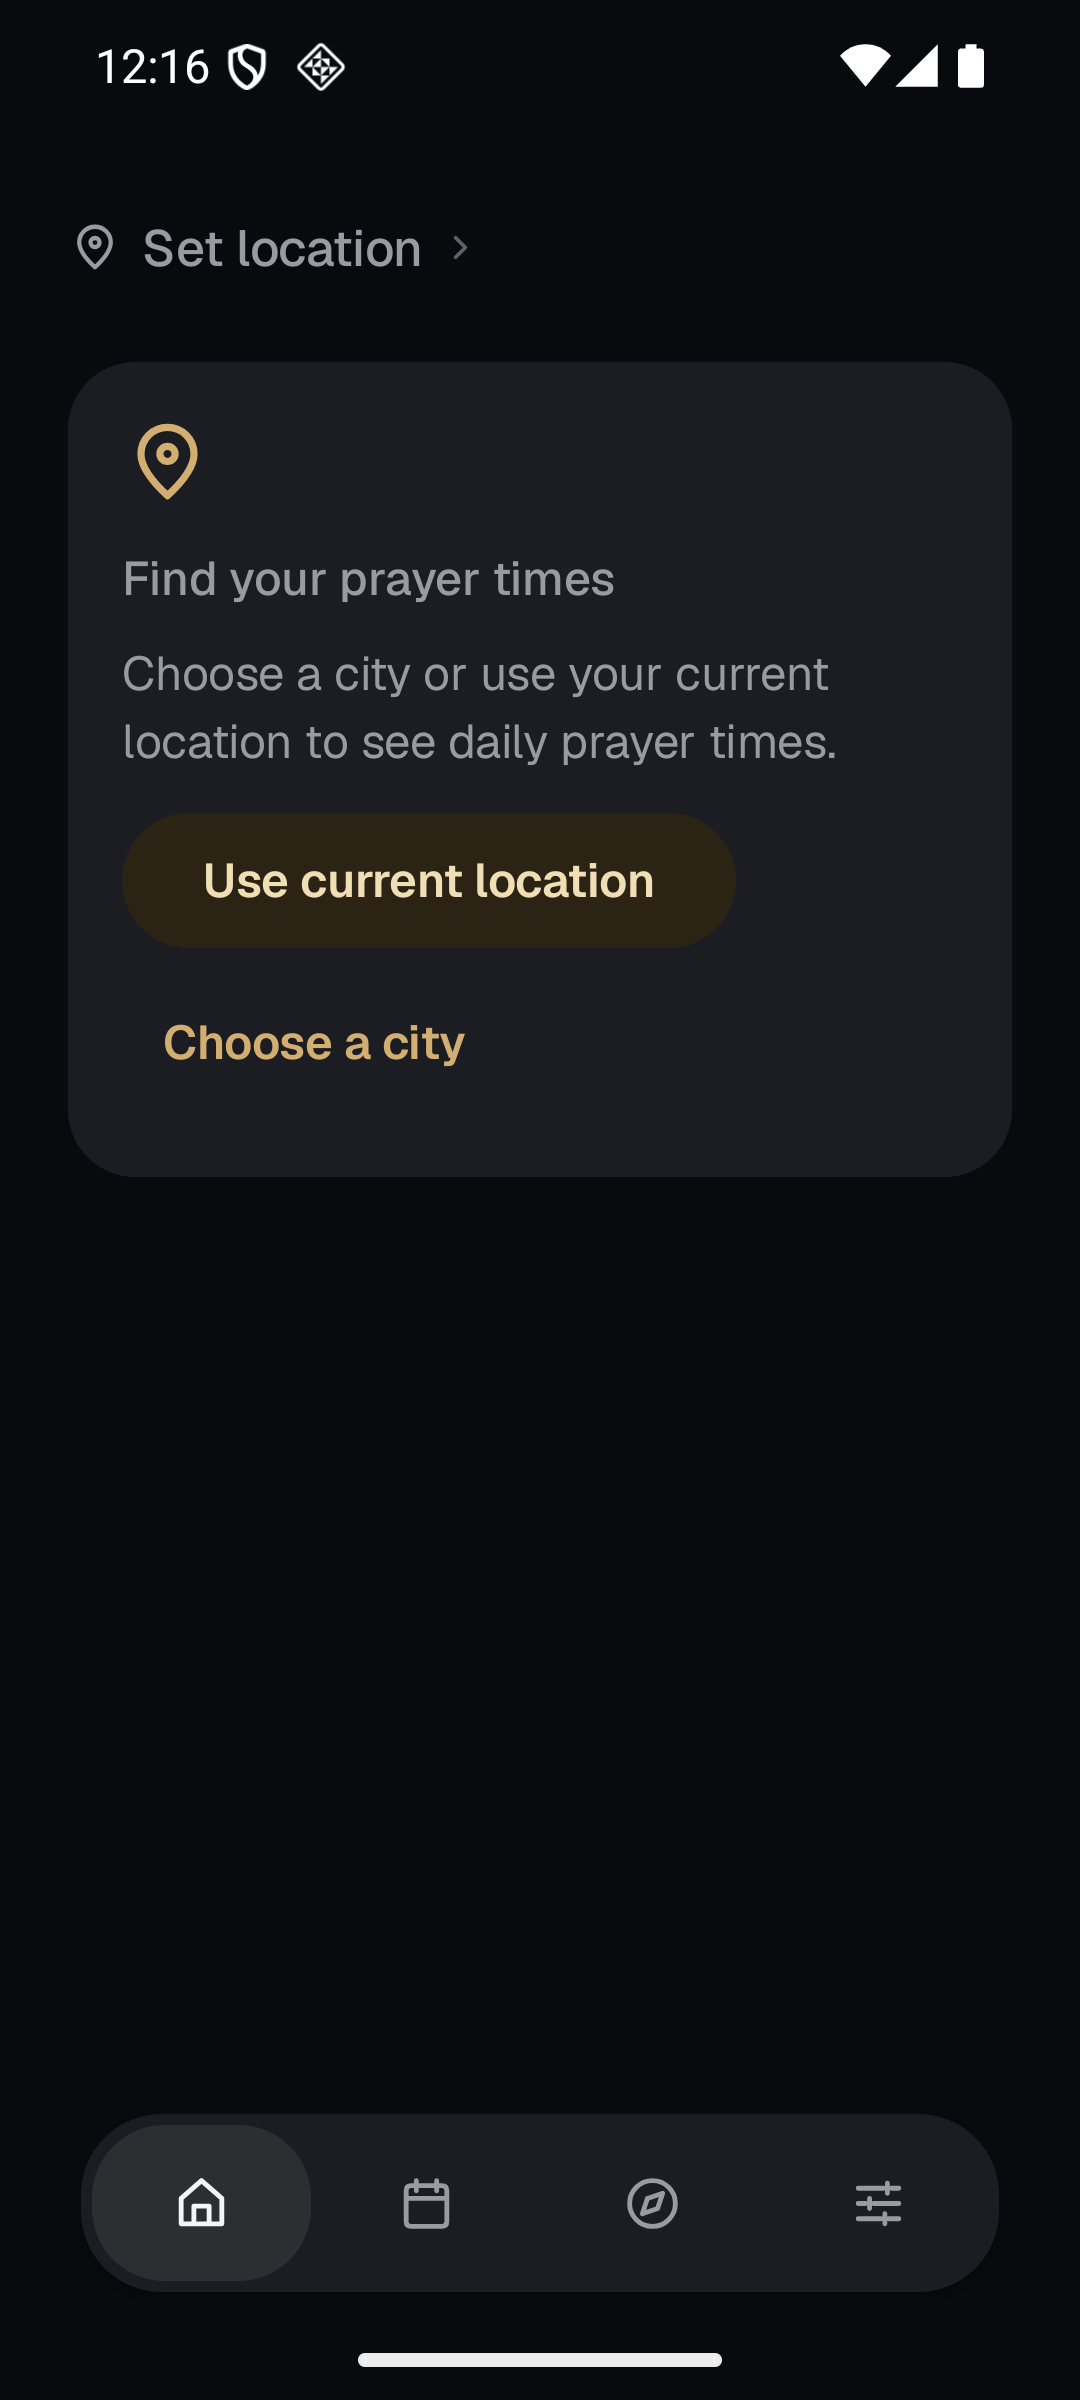 12:16
Set location
Find your prayer times
Choose a city or use your current
location to see daily prayer times.
Use current location
Choose a city